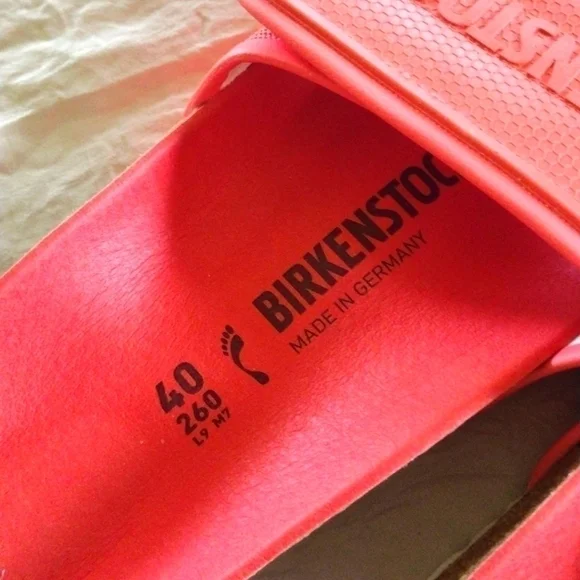 BIRKENSTOC
MADE IN GERMANY
40
260
L9 M7